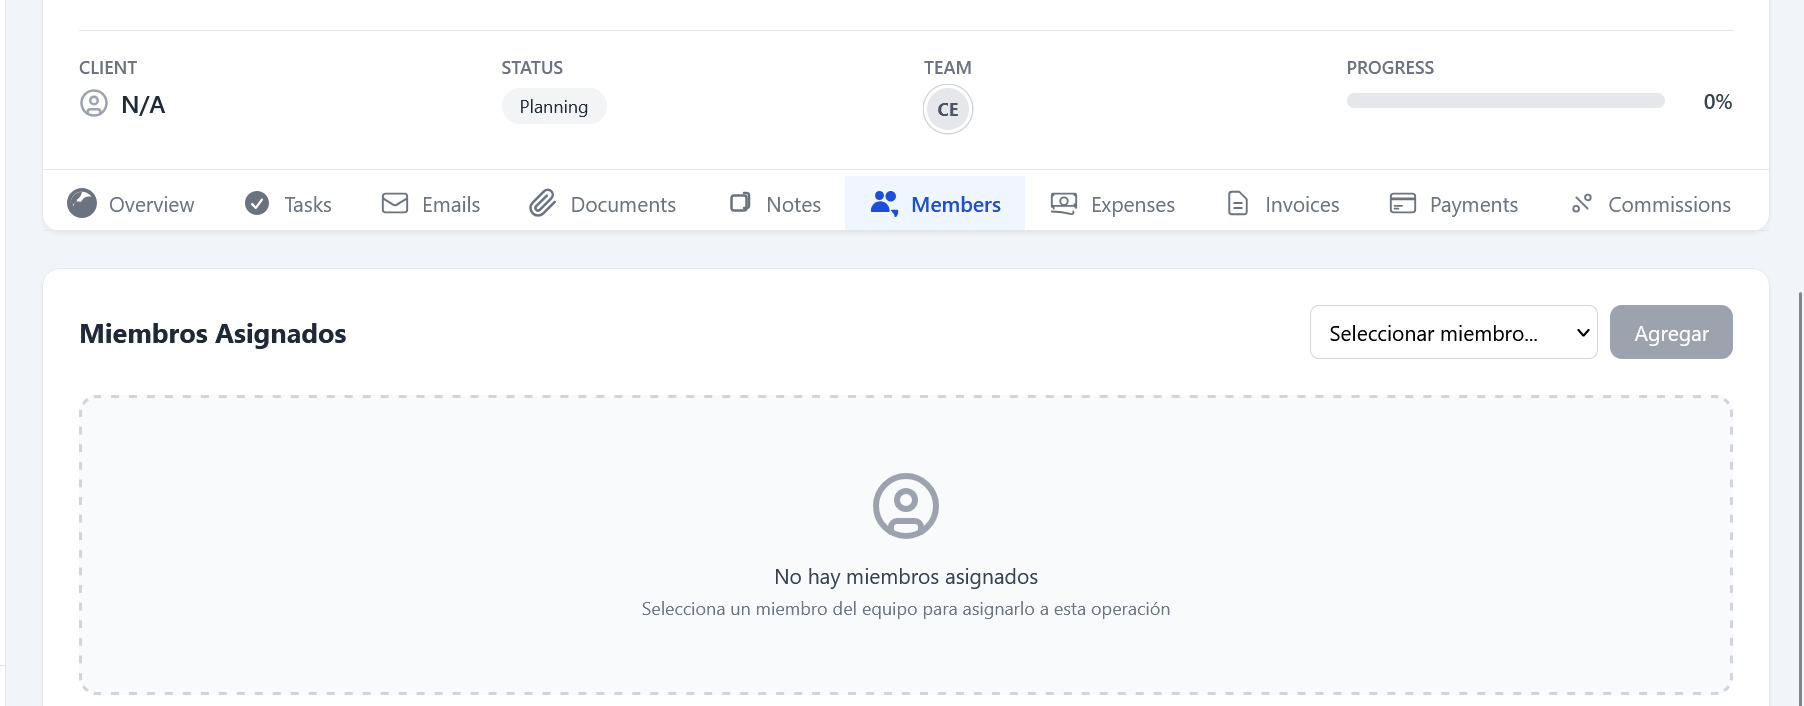 CLIENT
N/A
STATUS
Planning
TEAM
CE
PROGRESS
0%
Overview
Tasks
Emails
Documents
Notes
Members
Expenses
Invoices
Payments
Commissions
Miembros Asignados
Seleccionar miembro...
Agregar
No hay miembros asignados
Selecciona un miembro del equipo para asignarlo a esta operación